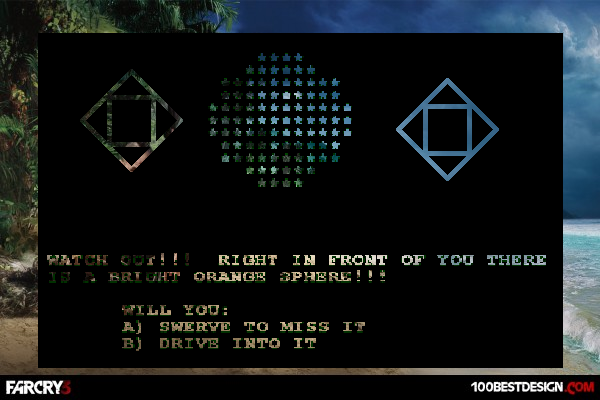 WATCH OUT!!! RIGHT IN FRONT OF YOU THERE
IS A BRIGHT ORANGE SPHERE!!!
WILL YOU:
A) SWERVE TO MISS IT
B) DRIVE INTO IT
FARCRY3 100BESTDESIGN.COM